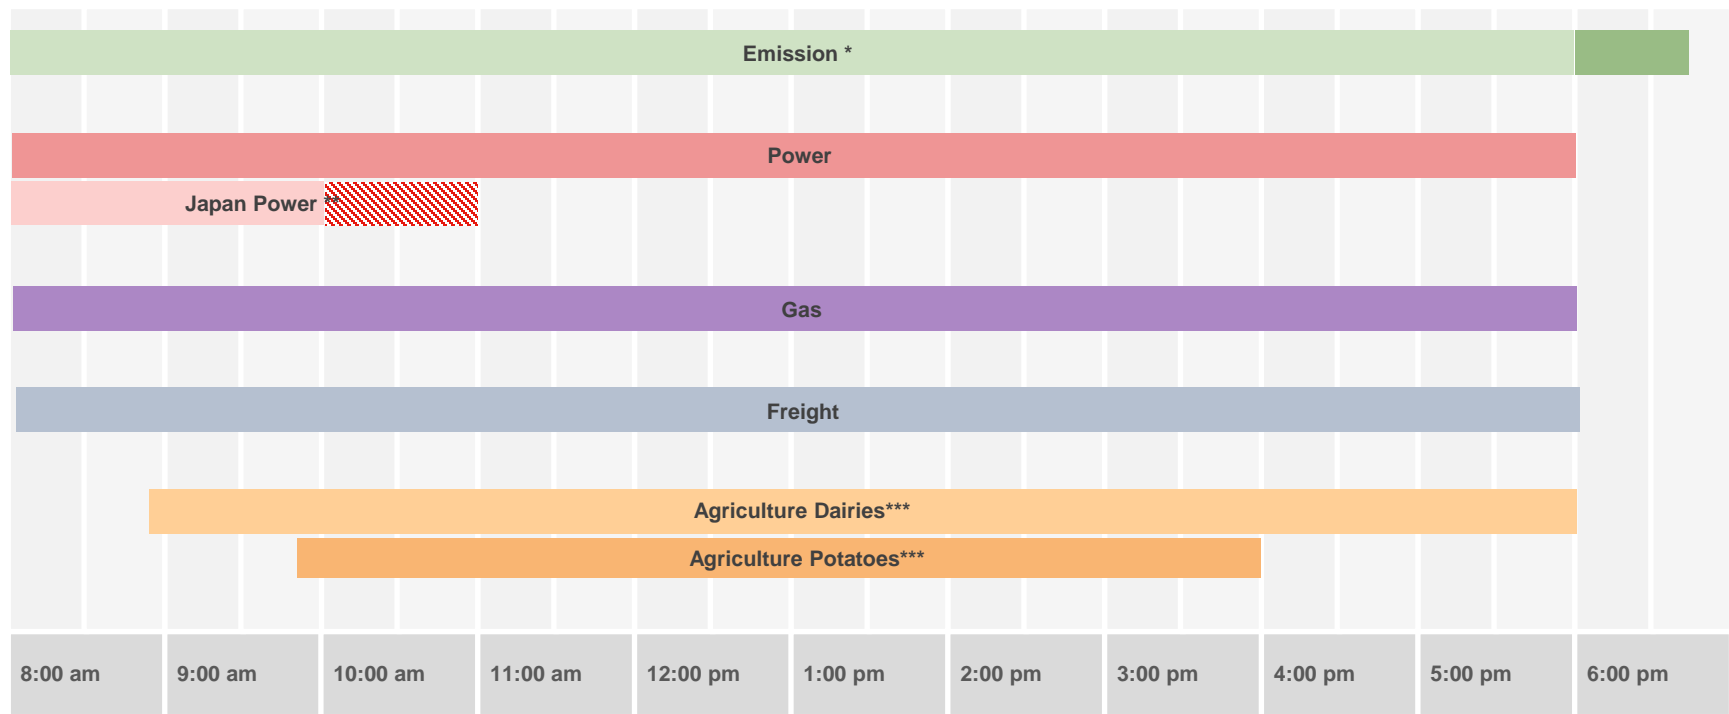 Emission *
Power
Japan Power **
Gas
Freight
Agriculture Dairies***
Agriculture Potatoes***
8:00 am 9:00 am 10:00 am 11:00 am 12:00 pm 1:00 pm 2:00 pm 3:00 pm 4:00 pm 5:00 pm 6:00 pm